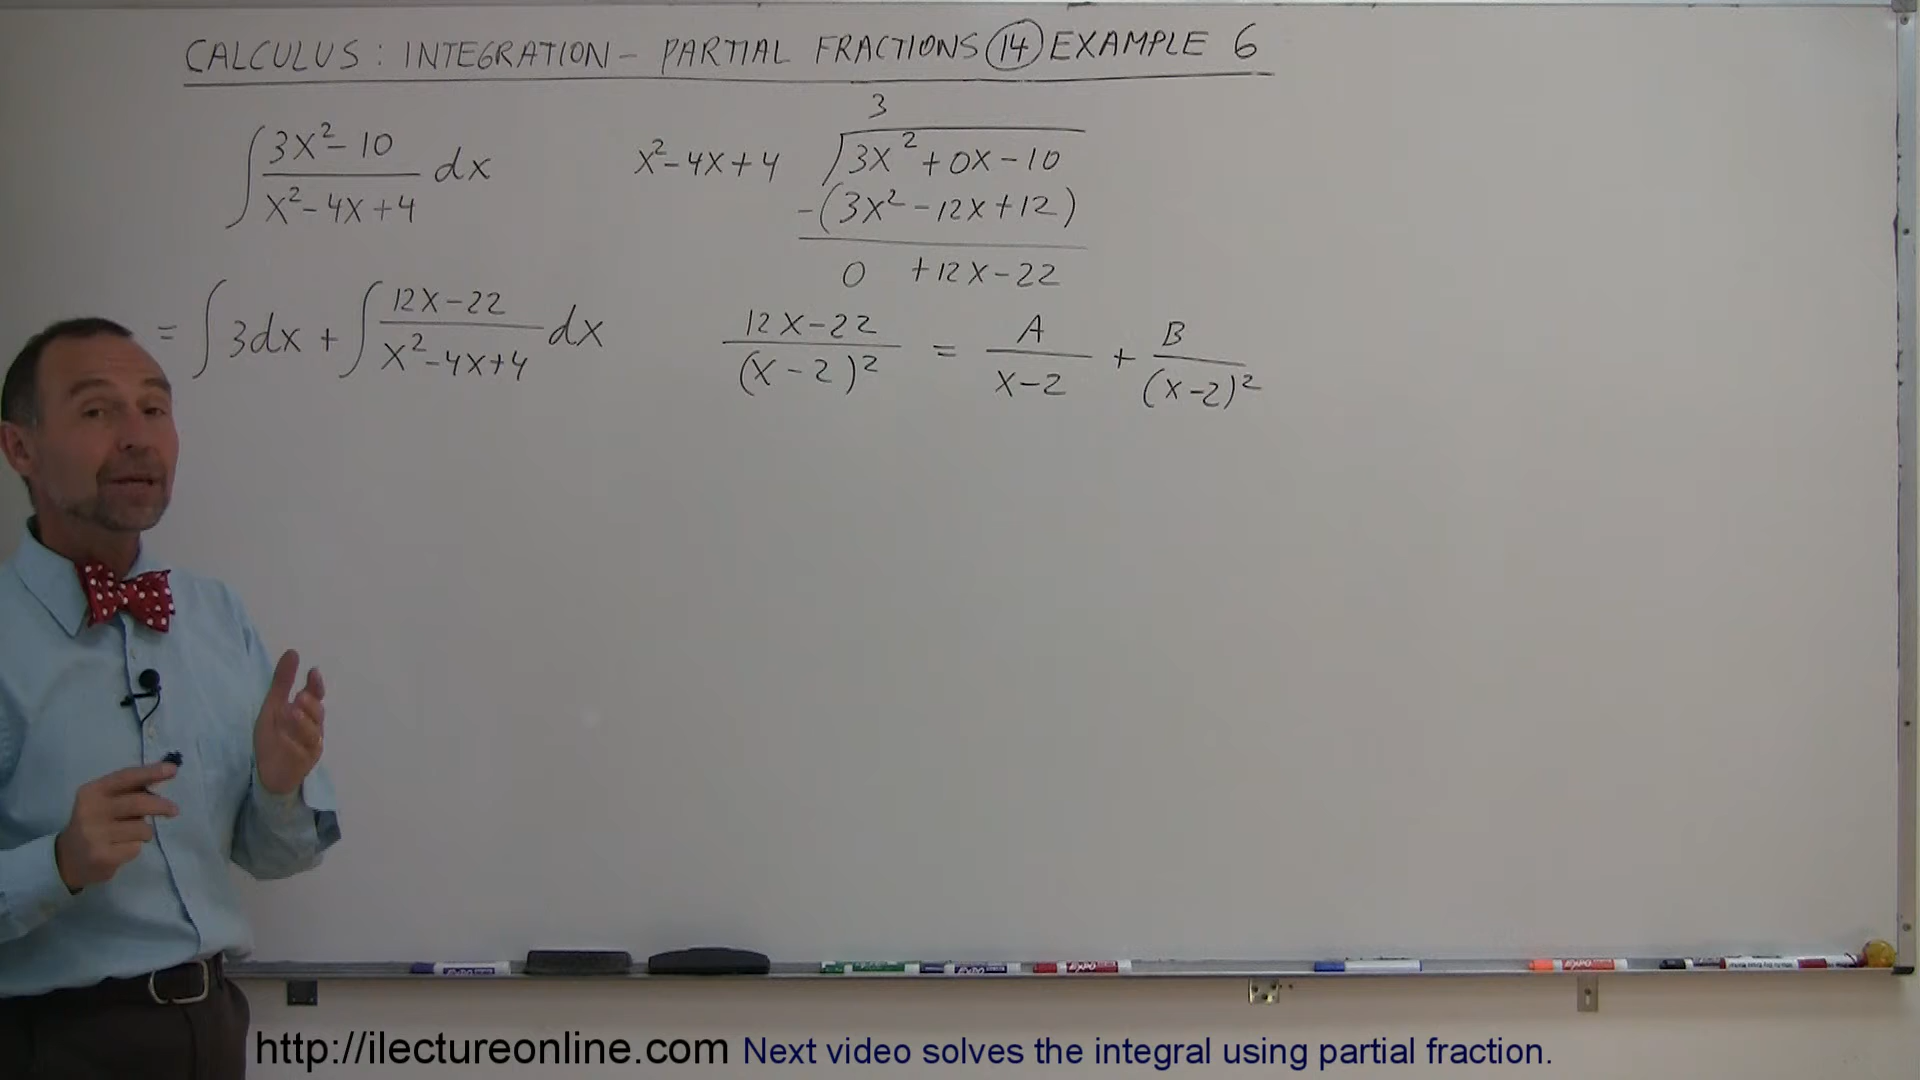 CALCULUS: INTEGRATION – PARTIAL FRACTIONS (14) EXAMPLE 6
∫ (3X² – 10)/(X² – 4X + 4) dx
3
X² – 4X + 4 ) 3X² + 0X – 10
–(3X² – 12X + 12)
0 + 12X – 22
= ∫ 3dx + ∫ (12X – 22)/(X² – 4X + 4) dx
(12X – 22)/(X – 2)² = A/(X – 2) + B/(X – 2)²
http://ilectureonline.com Next video solves the integral using partial fraction.